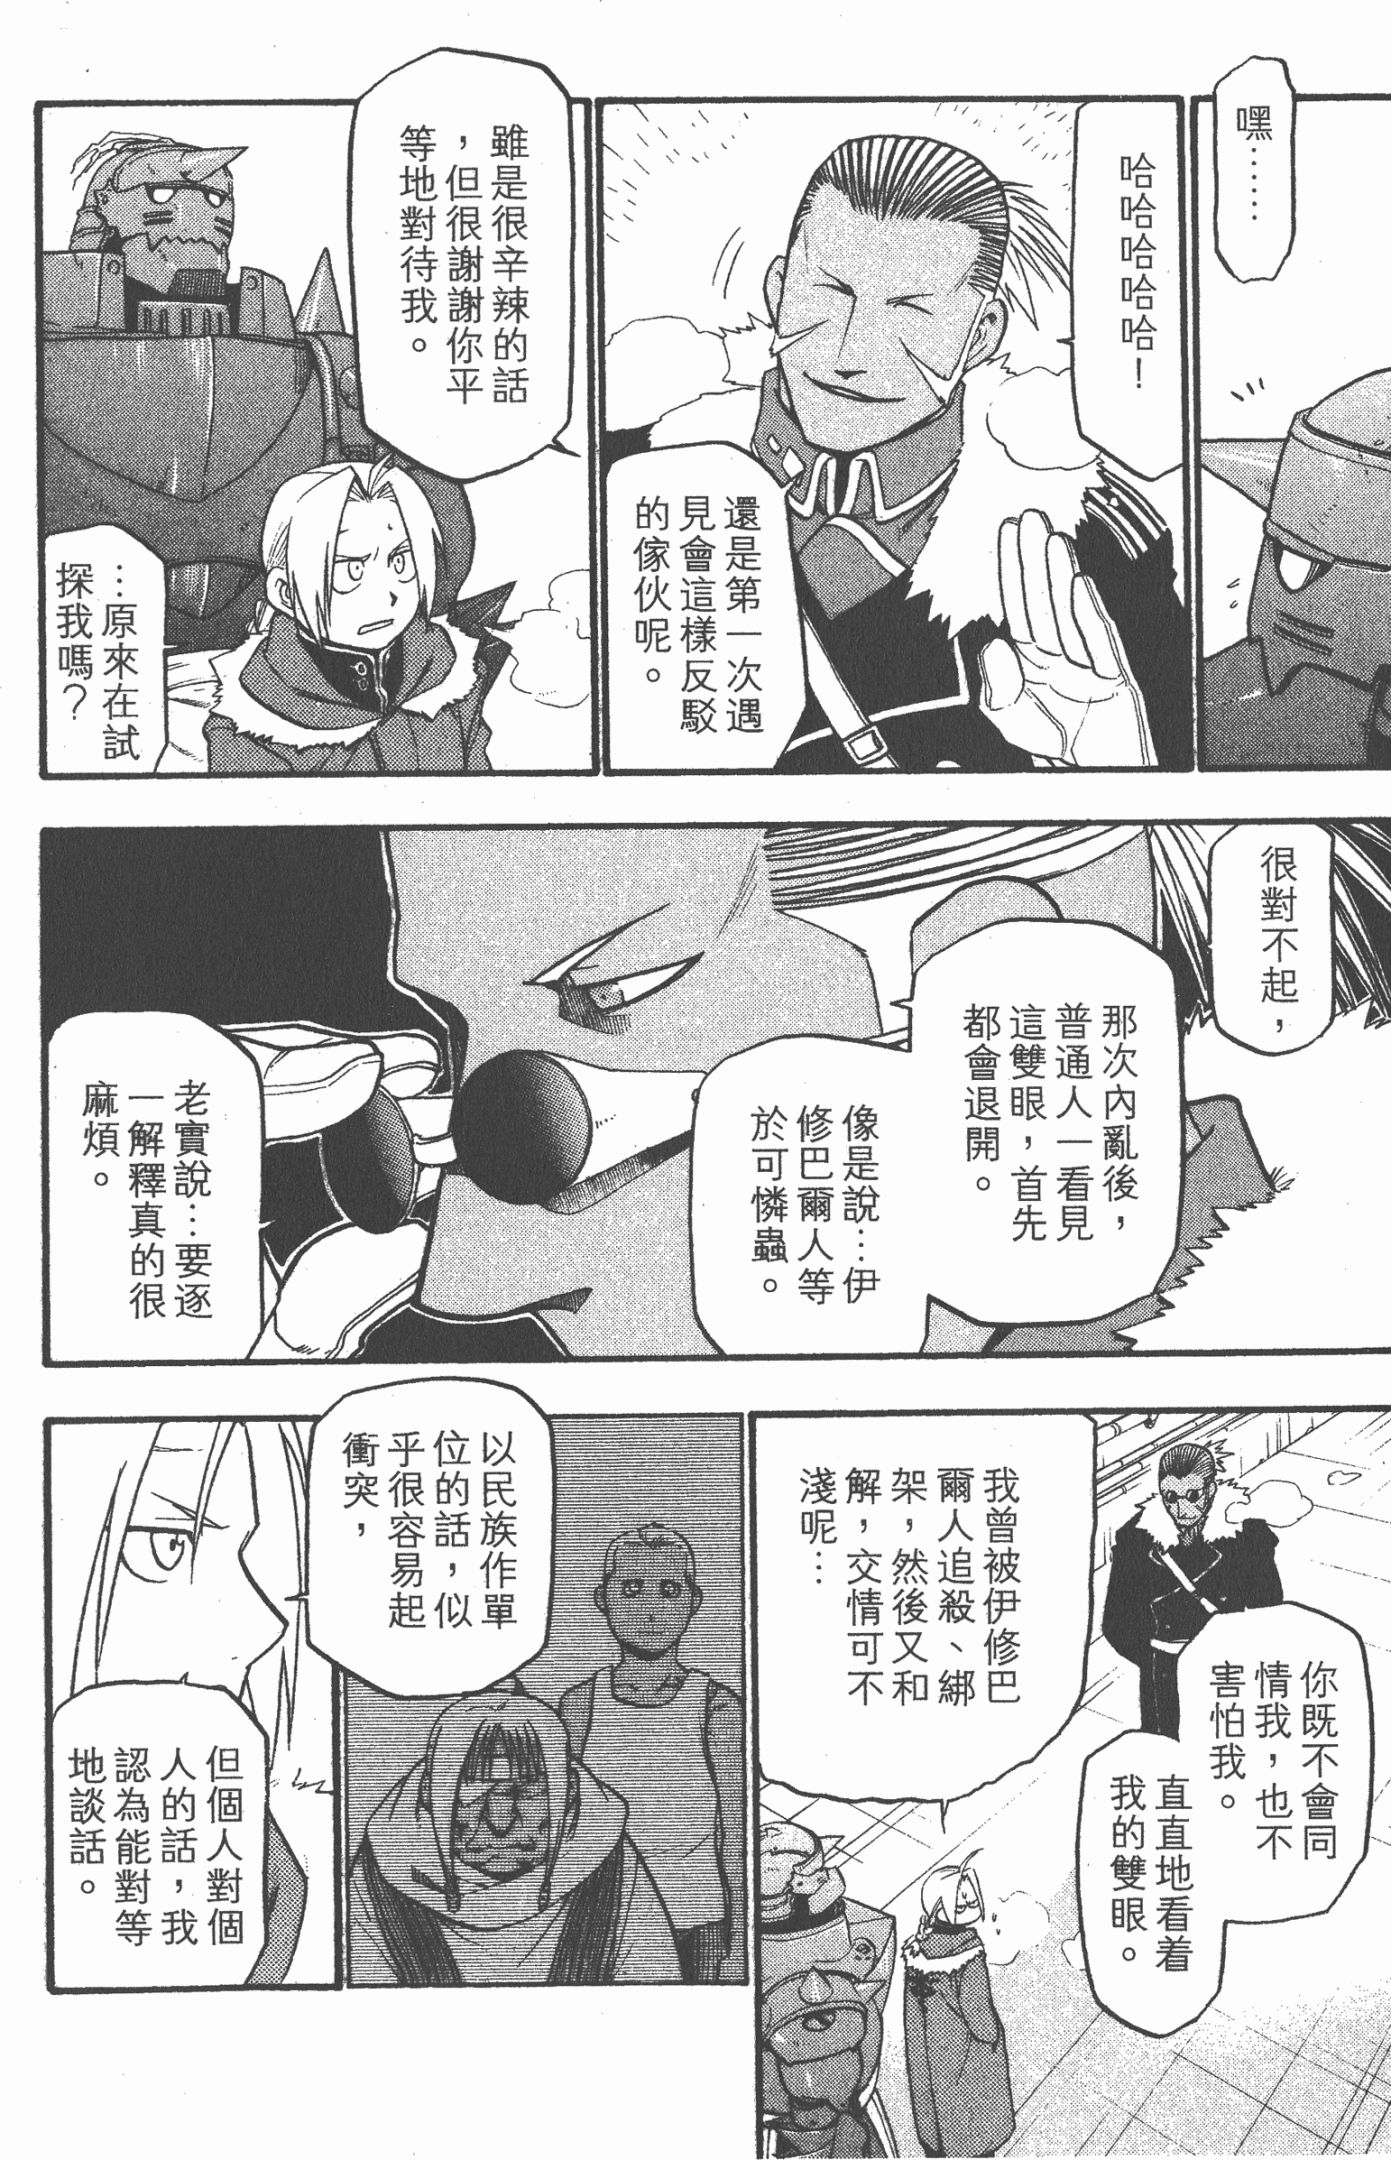 嘿……
哈哈哈哈哈！
還是第一次遇
見會這樣反駁
的傢伙呢。
雖是很辛辣的話
，但很謝謝你平
等地對待我。
…原來在試
探我嗎？
很對不起，
那次內亂後，
普通人一看見
這雙眼，首先
都會退開。
像是說…伊
修巴爾人等
於可憐蟲。
老實說…要逐
一解釋真的很
麻煩。
你既不會同
情我，也不
害怕我。
直直地看着
我的雙眼。
我曾被伊修巴
爾人追殺、綁
架，然後又和
解，交情可不
淺呢…
以民族作單
位的話，似
乎很容易起
衝突，
但個人對個
人的話，我
認為能對等
地談話。